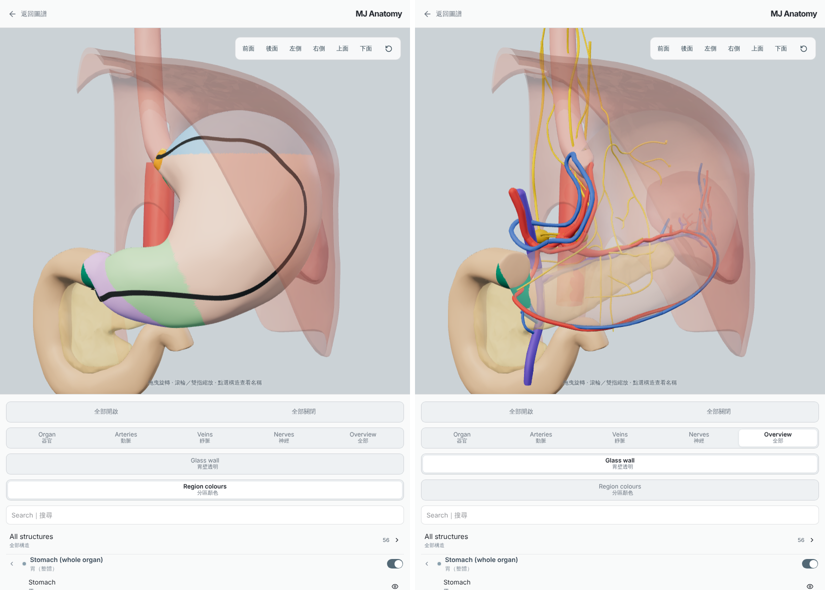 返回圖譜
MJ Anatomy
前面 後面 左側 右側 上面 下面
拖曳旋轉 · 滾輪／雙指縮放 · 點選構造查看名稱
全部開啟 全部關閉
Organ Arteries Veins Nerves Overview
器官 動脈 靜脈 神經 全部
Glass wall
胃壁透明
Region colours
分區顏色
Search｜搜尋
All structures
56
全部構造
Stomach (whole organ)
胃（整體）
Stomach
返回圖譜
MJ Anatomy
前面 後面 左側 右側 上面 下面
拖曳旋轉 · 滾輪／雙指縮放 · 點選構造查看名稱
全部開啟 全部關閉
Organ Arteries Veins Nerves Overview
器官 動脈 靜脈 神經 全部
Glass wall
胃壁透明
Region colours
分區顏色
Search｜搜尋
All structures
56
全部構造
Stomach (whole organ)
胃（整體）
Stomach